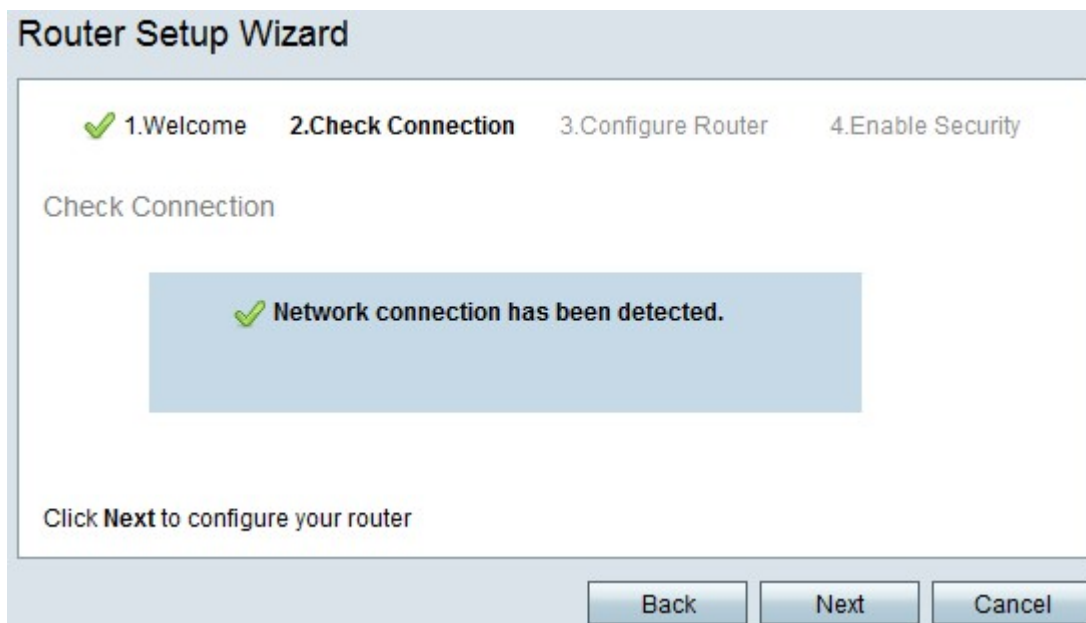 Router Setup Wizard
1.Welcome 2.Check Connection 3.Configure Router 4.Enable Security
Check Connection
Network connection has been detected.
Click Next to configure your router
Back Next Cancel